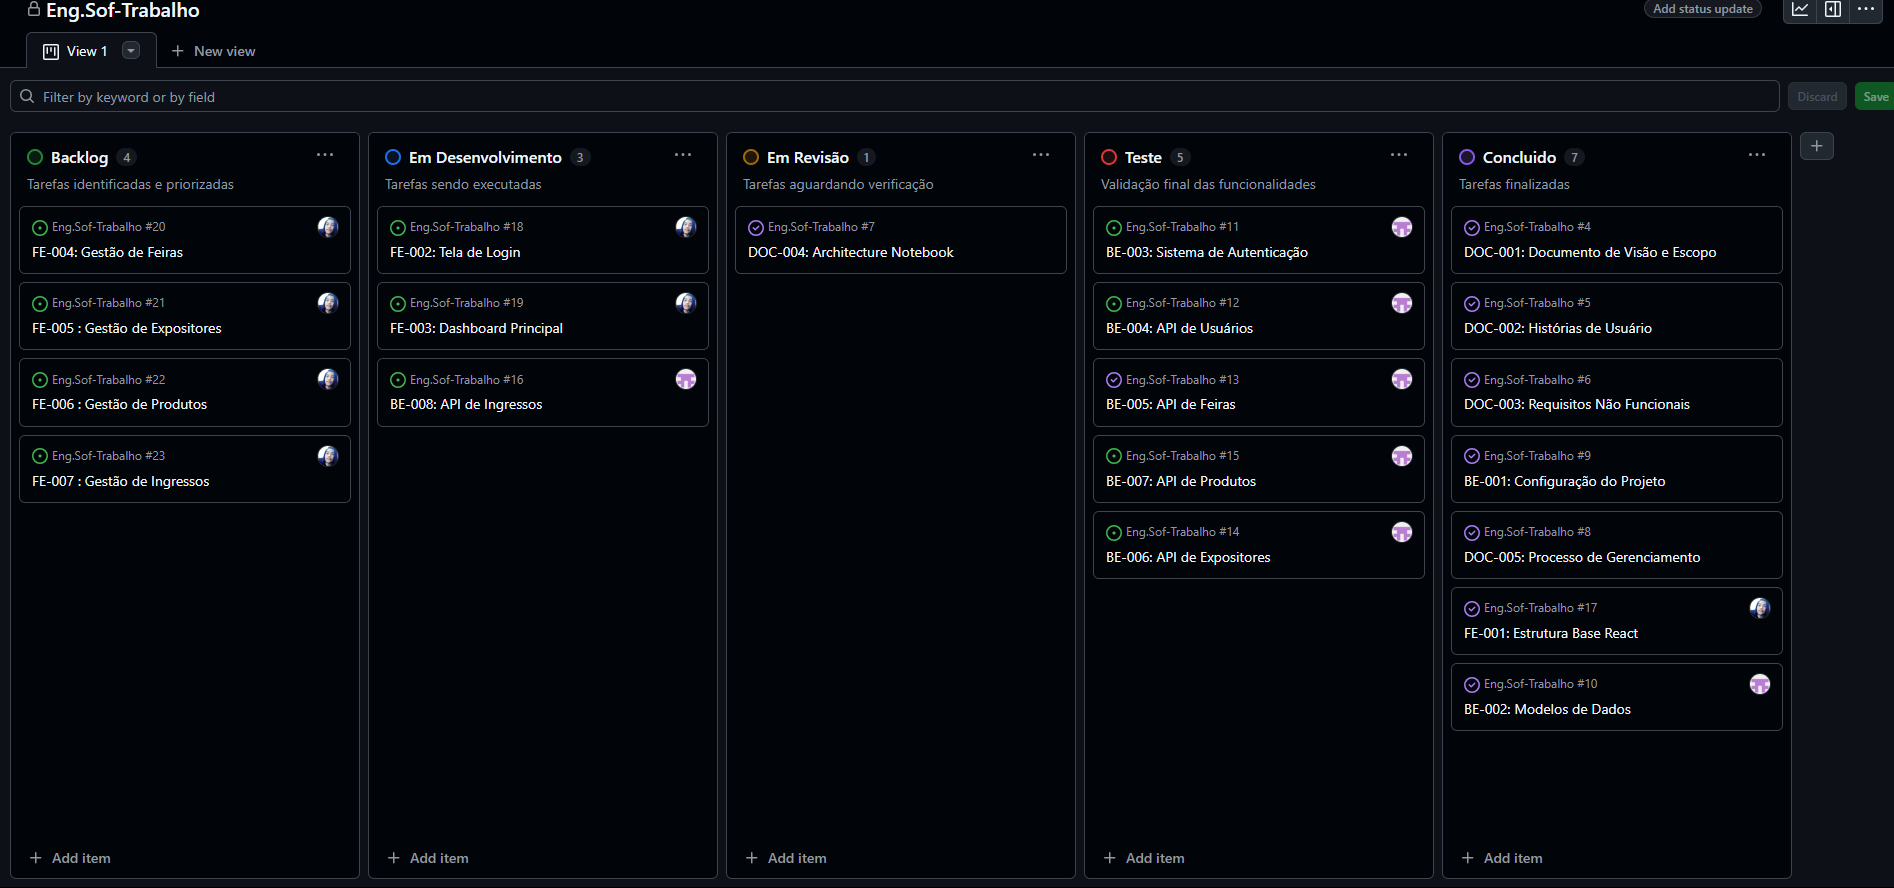 Eng.Sof-Trabalho
Add status update
View 1
New view
Filter by keyword or by field
Discard
Save
Backlog 4
Tarefas identificadas e priorizadas
Eng.Sof-Trabalho #20
FE-004: Gestão de Feiras
Eng.Sof-Trabalho #21
FE-005 : Gestão de Expositores
Eng.Sof-Trabalho #22
FE-006 : Gestão de Produtos
Eng.Sof-Trabalho #23
FE-007 : Gestão de Ingressos
Add item
Em Desenvolvimento 3
Tarefas sendo executadas
Eng.Sof-Trabalho #18
FE-002: Tela de Login
Eng.Sof-Trabalho #19
FE-003: Dashboard Principal
Eng.Sof-Trabalho #16
BE-008: API de Ingressos
Add item
Em Revisão 1
Tarefas aguardando verificação
Eng.Sof-Trabalho #7
DOC-004: Architecture Notebook
Add item
Teste 5
Validação final das funcionalidades
Eng.Sof-Trabalho #11
BE-003: Sistema de Autenticação
Eng.Sof-Trabalho #12
BE-004: API de Usuários
Eng.Sof-Trabalho #13
BE-005: API de Feiras
Eng.Sof-Trabalho #15
BE-007: API de Produtos
Eng.Sof-Trabalho #14
BE-006: API de Expositores
Add item
Concluido 7
Tarefas finalizadas
Eng.Sof-Trabalho #4
DOC-001: Documento de Visão e Escopo
Eng.Sof-Trabalho #5
DOC-002: Histórias de Usuário
Eng.Sof-Trabalho #6
DOC-003: Requisitos Não Funcionais
Eng.Sof-Trabalho #9
BE-001: Configuração do Projeto
Eng.Sof-Trabalho #8
DOC-005: Processo de Gerenciamento
Eng.Sof-Trabalho #17
FE-001: Estrutura Base React
Eng.Sof-Trabalho #10
BE-002: Modelos de Dados
Add item